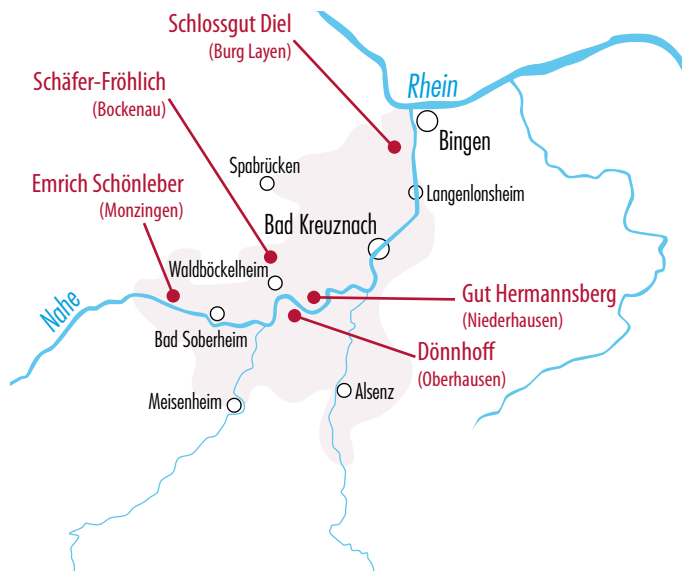 Schlossgut Diel
(Burg Layen)
Schäfer-Fröhlich
(Bockenau)
Rhein
Bingen
Spabrücken
Emrich Schönleber
(Monzingen)
Langenlonsheim
Bad Kreuznach
Waldböckelheim
Nahe
Gut Hermannsberg
(Niederhausen)
Bad Soberheim
Dönnhoff
(Oberhausen)
Meisenheim
Alsenz